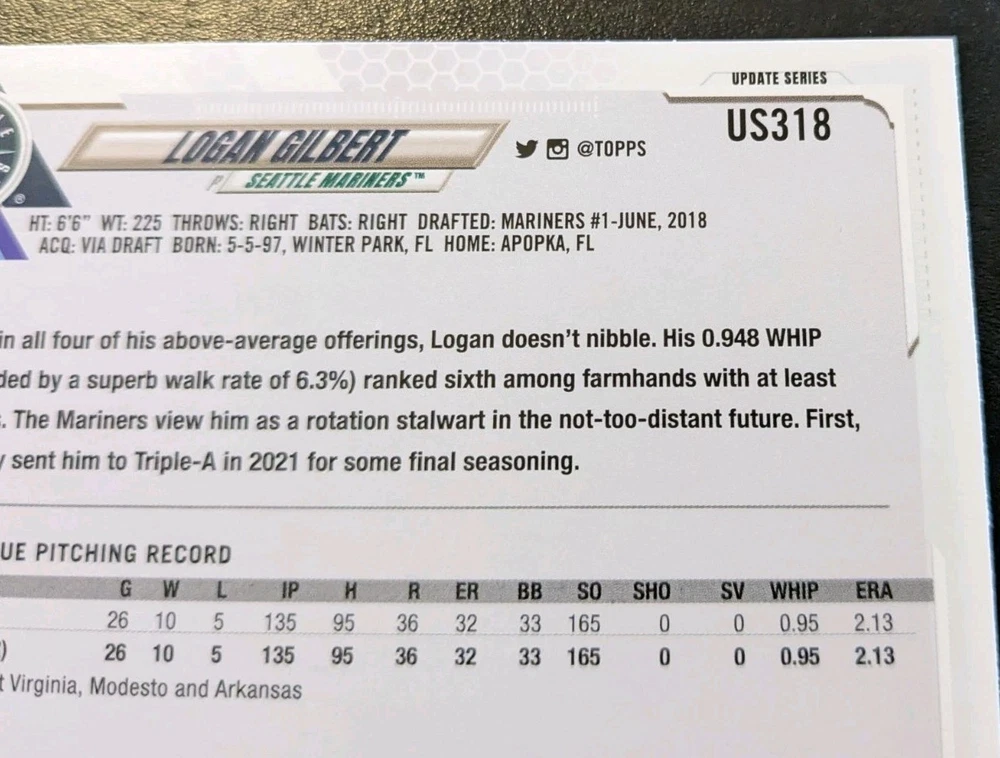 UPDATE SERIES
US318
LOGAN GILBERT
@TOPPS
P SEATTLE MARINERS™
HT: 6'6" WT: 225 THROWS: RIGHT BATS: RIGHT DRAFTED: MARINERS #1-JUNE, 2018
ACQ: VIA DRAFT BORN: 5-5-97, WINTER PARK, FL HOME: APOPKA, FL
in all four of his above-average offerings, Logan doesn't nibble. His 0.948 WHIP
ded by a superb walk rate of 6.3%) ranked sixth among farmhands with at least
. The Mariners view him as a rotation stalwart in the not-too-distant future. First,
y sent him to Triple-A in 2021 for some final seasoning.
UE PITCHING RECORD
G W L IP H R ER BB SO SHO SV WHIP ERA
26 10 5 135 95 36 32 33 165 0 0 0.95 2.13
) 26 10 5 135 95 36 32 33 165 0 0 0.95 2.13
t Virginia, Modesto and Arkansas